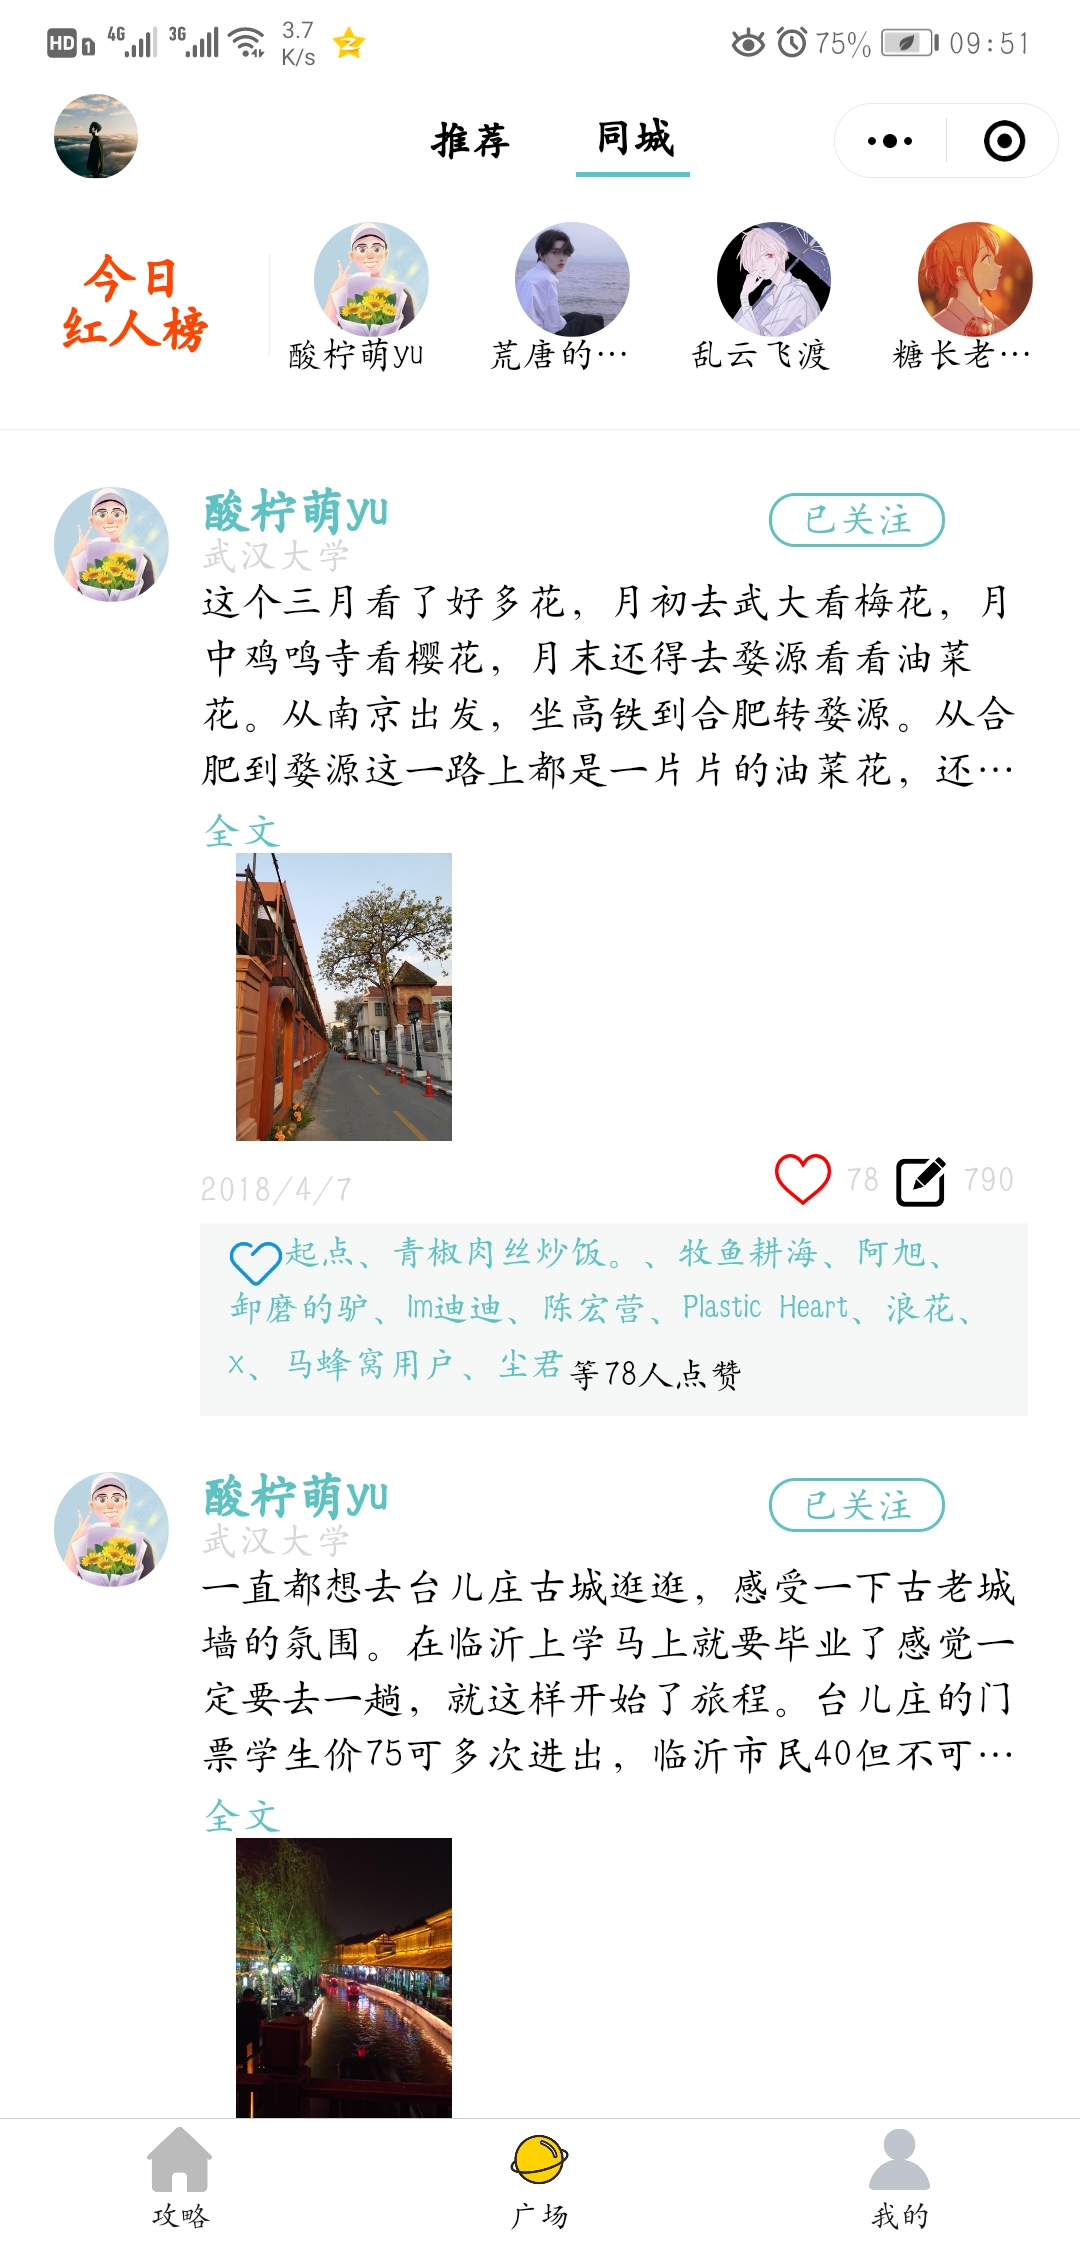 HD 1 4G 3G 3.7 K/s 75% 09:51
推荐 同城
今日
红人榜
酸柠萌yu 荒唐的… 乱云飞渡 糖长老…
酸柠萌yu 已关注
武汉大学
这个三月看了好多花，月初去武大看梅花，月
中鸡鸣寺看樱花，月末还得去婺源看看油菜
花。从南京出发，坐高铁到合肥转婺源。从合
肥到婺源这一路上都是一片片的油菜花，还…
全文
2018/4/7 78 790
起点、青椒肉丝炒饭。、牧鱼耕海、阿旭、
卸磨的驴、lm迪迪、陈宏营、Plastic Heart、浪花、
x、马蜂窝用户、尘君等78人点赞
酸柠萌yu 已关注
武汉大学
一直都想去台儿庄古城逛逛，感受一下古老城
墙的氛围。在临沂上学马上就要毕业了感觉一
定要去一趟，就这样开始了旅程。台儿庄的门
票学生价75可多次进出，临沂市民40但不可…
全文
攻略 广场 我的